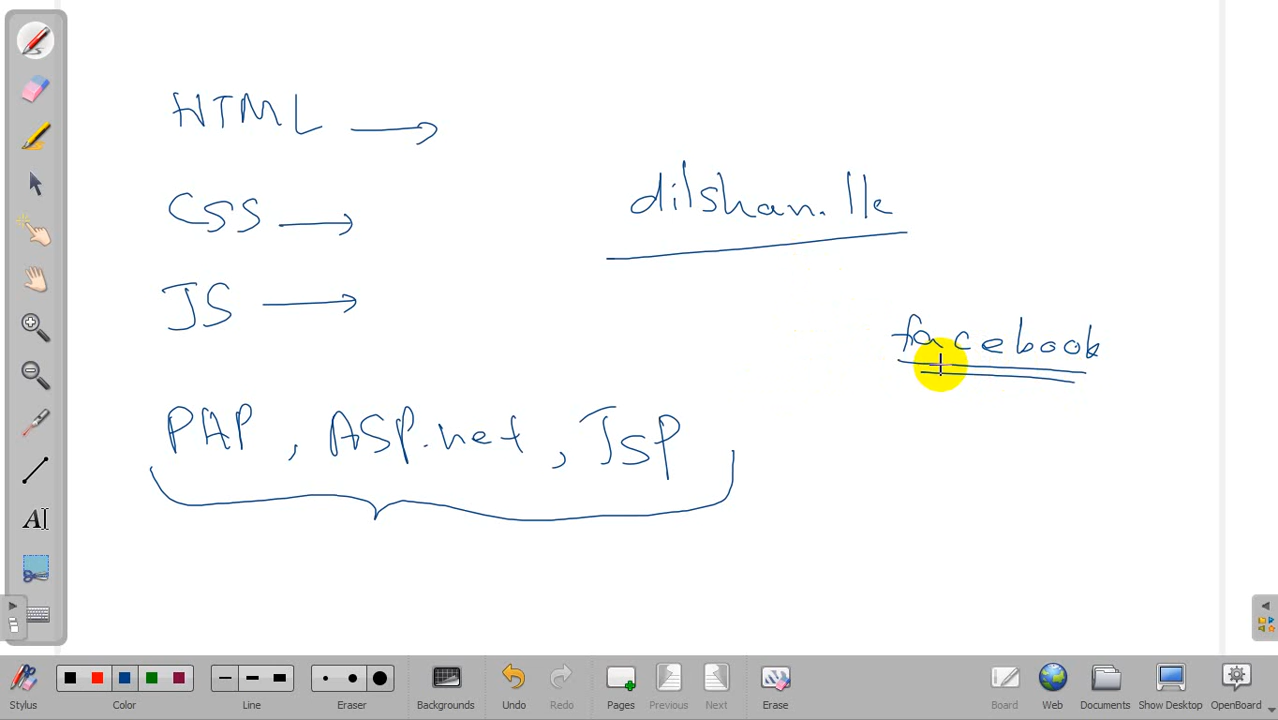 HTML →
CSS →
JS →
dilshan.lk
facebook
PHP, ASP.net, JSP
Stylus
Color
Line
Eraser
Backgrounds
Undo
Redo
Pages
Previous
Next
Erase
Board
Web
Documents
Show Desktop
OpenBoard